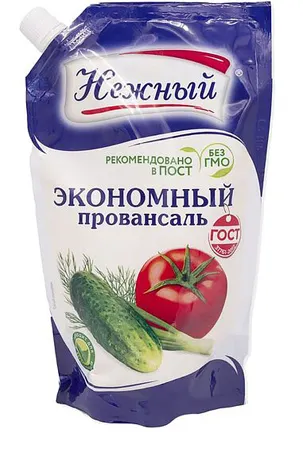 Нежный
РЕКОМЕНДОВАНО
В ПОСТ
БЕЗ
ГМО
ЭКОНОМНЫЙ
провансаль
ГОСТ